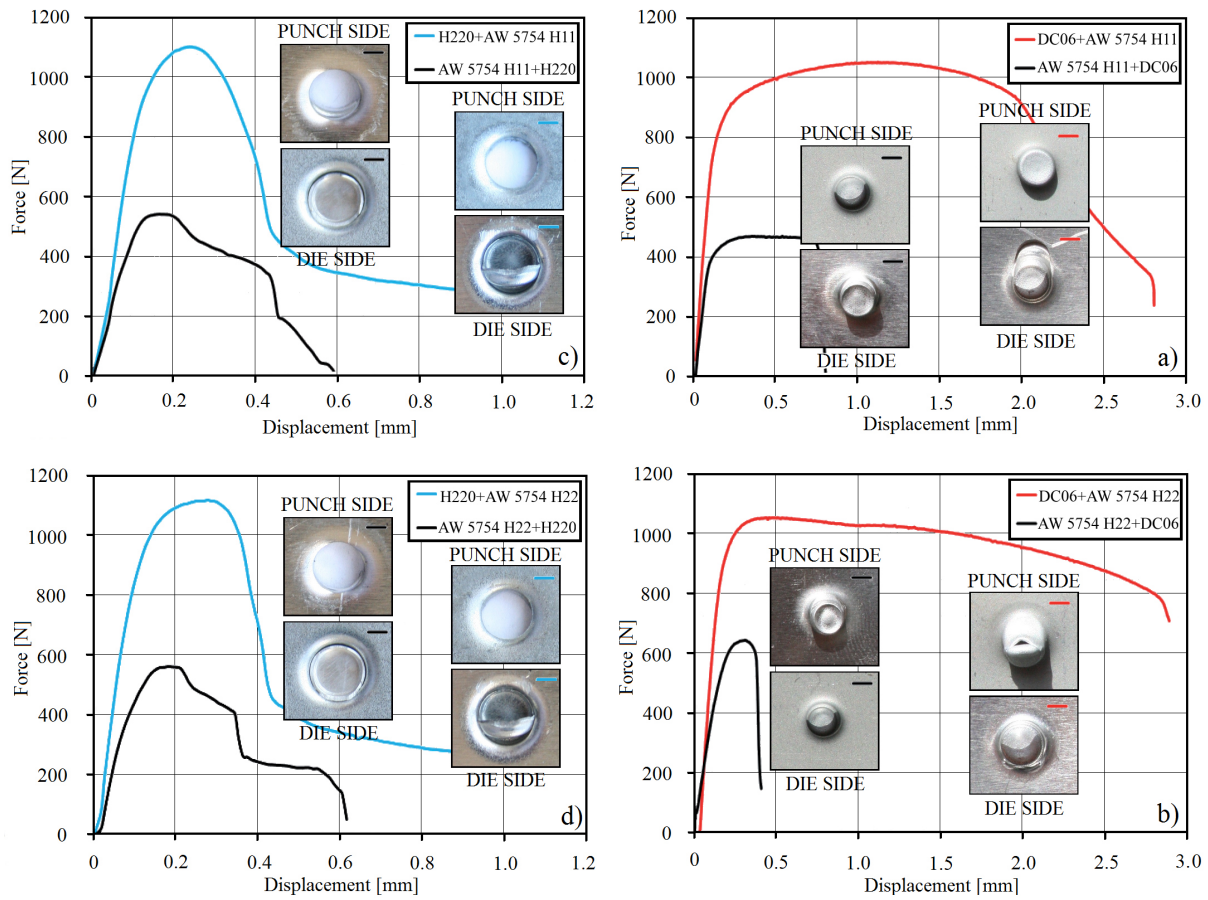 1200
1000
800
600
400
200
0
Force [N]
PUNCH SIDE
H220+AW 5754 H11
AW 5754 H11+H220
PUNCH SIDE
DIE SIDE
DIE SIDE
c)
0
0.2
0.4
0.6
0.8
1.0
1.2
Displacement [mm]
1200
1000
800
600
400
200
0
Force [N]
DC06+AW 5754 H11
AW 5754 H11+DC06
PUNCH SIDE
PUNCH SIDE
DIE SIDE
DIE SIDE
a)
0
0.5
1.0
1.5
2.0
2.5
3.0
Displacement [mm]
1200
1000
800
600
400
200
0
Force [N]
PUNCH SIDE
H220+AW 5754 H22
AW 5754 H22+H220
PUNCH SIDE
DIE SIDE
DIE SIDE
d)
0
0.2
0.4
0.6
0.8
1.0
1.2
Displacement [mm]
1200
1000
800
600
400
200
0
Force [N]
DC06+AW 5754 H22
AW 5754 H22+DC06
PUNCH SIDE
PUNCH SIDE
DIE SIDE
DIE SIDE
b)
0
0.5
1.0
1.5
2.0
2.5
3.0
Displacement [mm]